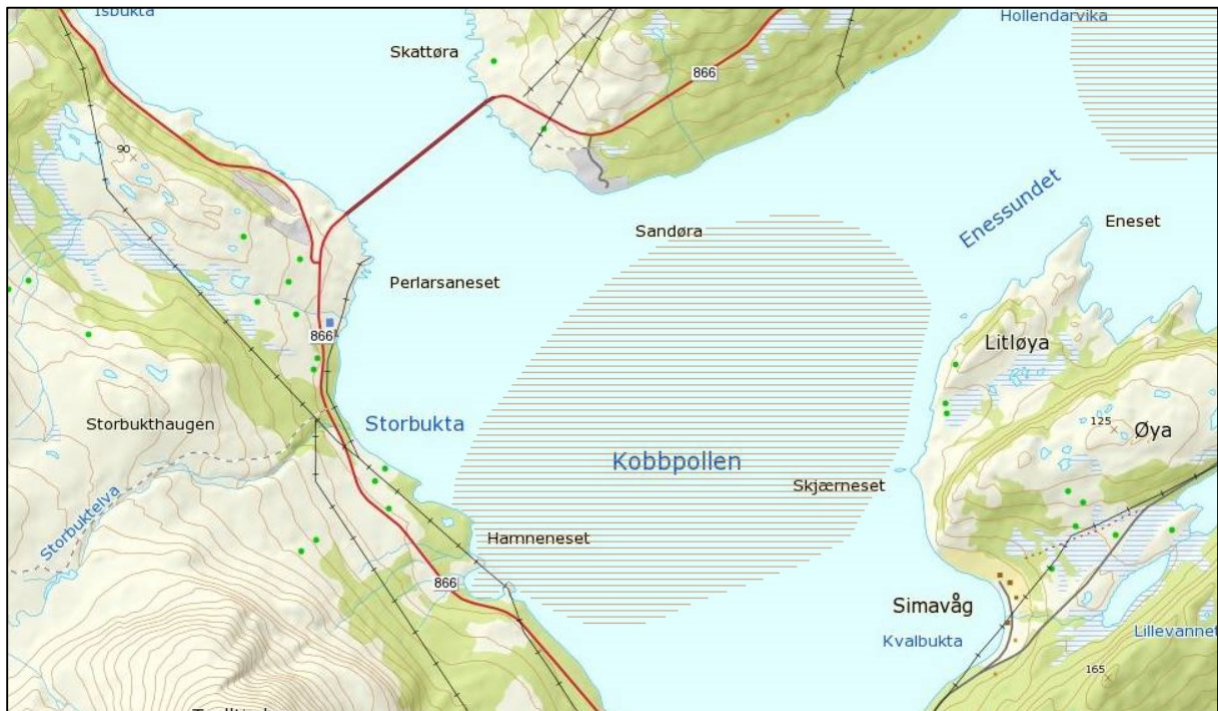 Isbukta
Hollendarvika
Skattøra
866
90
Enessundet
Eneset
Sandøra
Perlarsaneset
866
Litløya
Storbukthaugen
Storbukta
125
Øya
Kobbpollen
Skjærneset
Storbuktelva
Hamneneset
866
Simavåg
Kvalbukta
Lillevannet
165